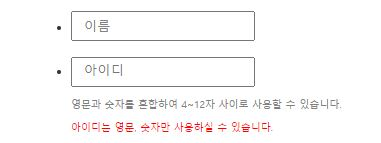 이름
아이디
영문과 숫자를 혼합하여 4~12자 사이로 사용할 수 있습니다.
아이디는 영문, 숫자만 사용하실 수 있습니다.